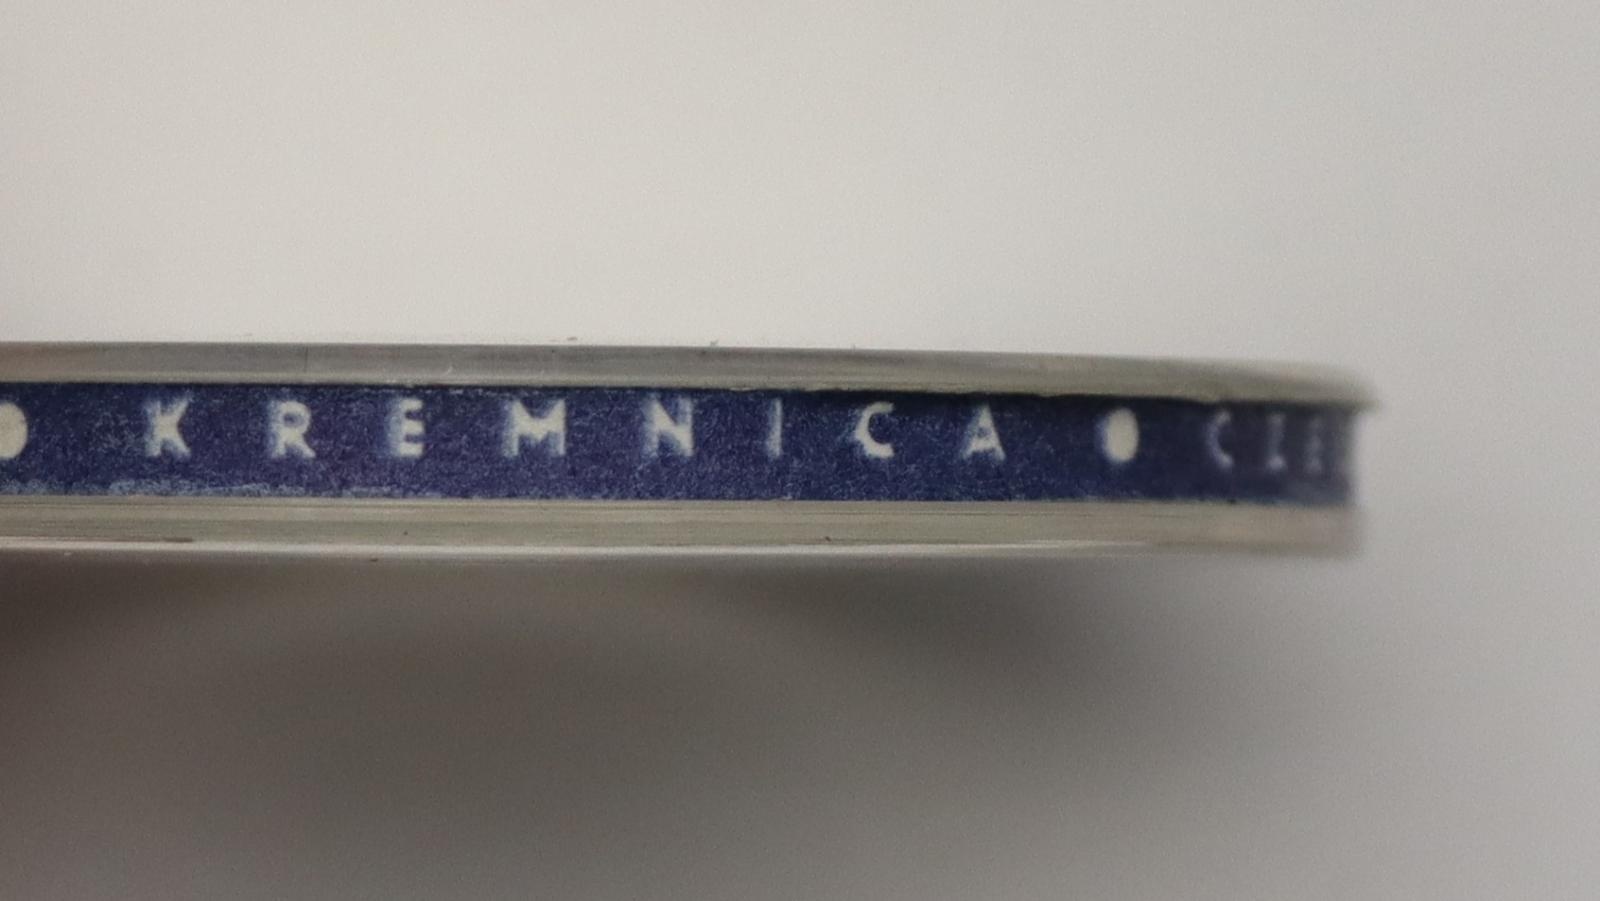 ● KREMNICA ●